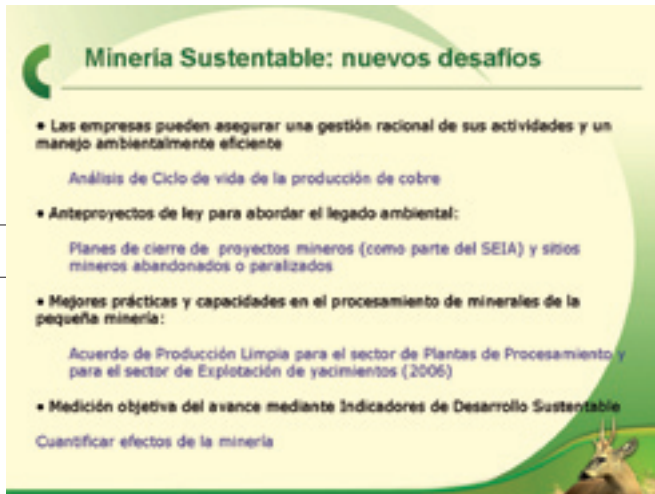 Minería Sustentable: nuevos desafíos
• Las empresas pueden asegurar una gestión racional de sus actividades y un
manejo ambientalmente eficiente
Análisis de Ciclo de vida de la producción de cobre
• Anteproyectos de ley para abordar el legado ambiental:
Planes de cierre de proyectos mineros (como parte del SEIA) y sitios
mineros abandonados o paralizados
• Mejores prácticas y capacidades en el procesamiento de minerales de la
pequeña minería:
Acuerdo de Producción Limpia para el sector de Plantas de Procesamiento y
para el sector de Explotación de yacimientos (2006)
• Medición objetiva del avance mediante Indicadores de Desarrollo Sustentable
Cuantificar efectos de la minería